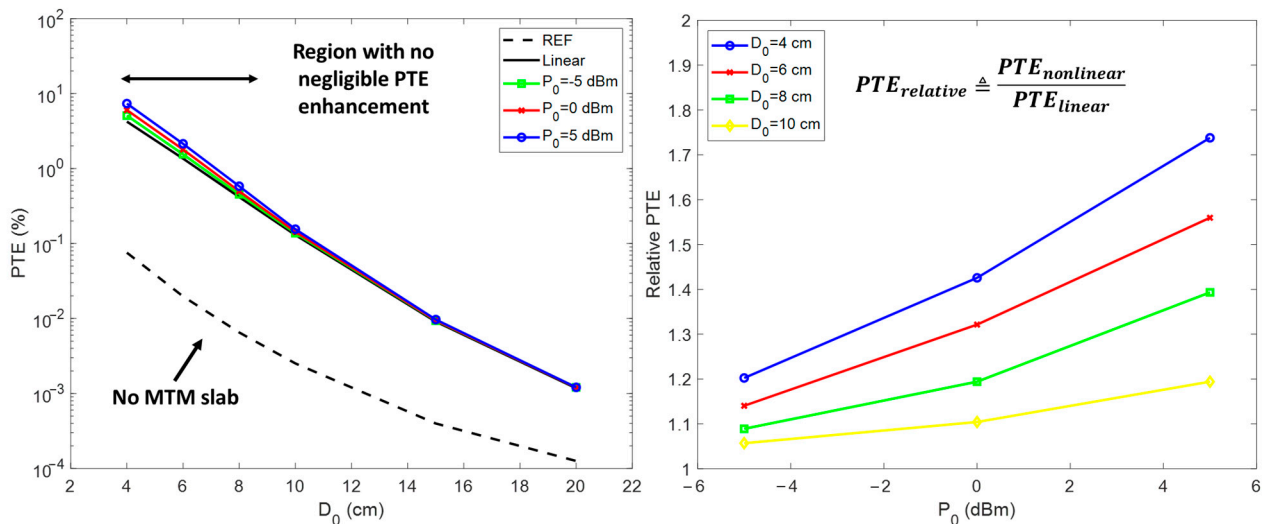 10^2
10^1
10^0
10^-1
10^-2
10^-3
10^-4
PTE (%)
2 4 6 8 10 12 14 16 18 20 22
D_0 (cm)
Region with no
negligible PTE
enhancement
No MTM slab
REF
Linear
P_0=-5 dBm
P_0=0 dBm
P_0=5 dBm
2
1.9
1.8
1.7
1.6
1.5
1.4
1.3
1.2
1.1
1
Relative PTE
−6 −4 −2 0 2 4 6
P_0 (dBm)
D_0=4 cm
D_0=6 cm
D_0=8 cm
D_0=10 cm
PTE_relative ≜ PTE_nonlinear / PTE_linear